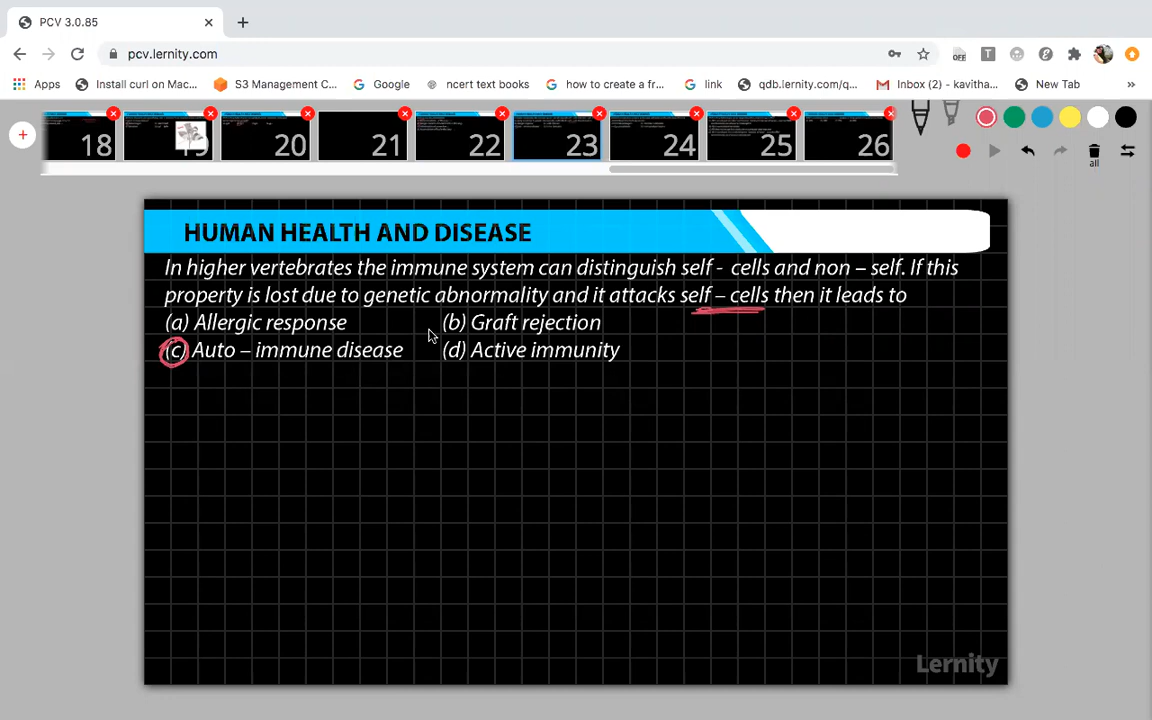 PCV 3.0.85
pcv.lernity.com
Apps Install curl on Mac... S3 Management C... Google ncert text books how to create a fr... link qdb.lernity.com/q... Inbox (2) - kavitha... New Tab »
18 19 20 21 22 23 24 25 26
all
HUMAN HEALTH AND DISEASE
In higher vertebrates the immune system can distinguish self - cells and non – self. If this
property is lost due to genetic abnormality and it attacks self – cells then it leads to
(a) Allergic response (b) Graft rejection
(c) Auto – immune disease (d) Active immunity
Lernity